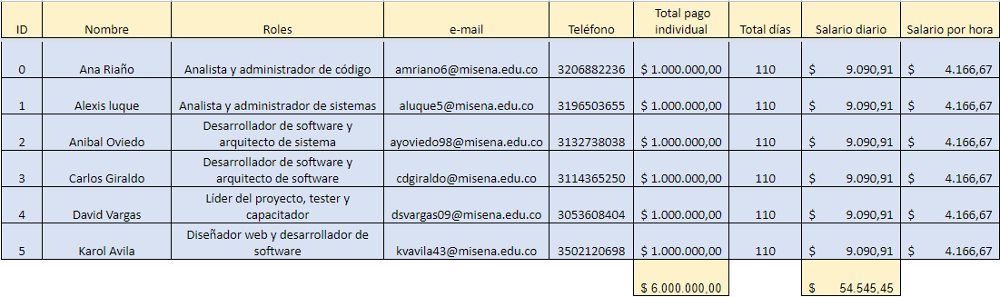 ID Nombre Roles e-mail Teléfono Total pago individual Total días Salario diario Salario por hora
0 Ana Riaño Analista y administrador de código amriano6@misena.edu.co 3206882236 $ 1.000.000,00 110 $ 9.090,91 $ 4.166,67
1 Alexis luque Analista y administrador de sistemas aluque5@misena.edu.co 3196503655 $ 1.000.000,00 110 $ 9.090,91 $ 4.166,67
2 Anibal Oviedo Desarrollador de software y arquitecto de sistema ayoviedo98@misena.edu.co 3132738038 $ 1.000.000,00 110 $ 9.090,91 $ 4.166,67
3 Carlos Giraldo Desarrollador de software y arquitecto de software cdgiraldo@misena.edu.co 3114365250 $ 1.000.000,00 110 $ 9.090,91 $ 4.166,67
4 David Vargas Líder del proyecto, tester y capacitador dsvargas09@misena.edu.co 3053608404 $ 1.000.000,00 110 $ 9.090,91 $ 4.166,67
5 Karol Avila Diseñador web y desarrollador de software kvavila43@misena.edu.co 3502120698 $ 1.000.000,00 110 $ 9.090,91 $ 4.166,67
$ 6.000.000,00 $ 54.545,45